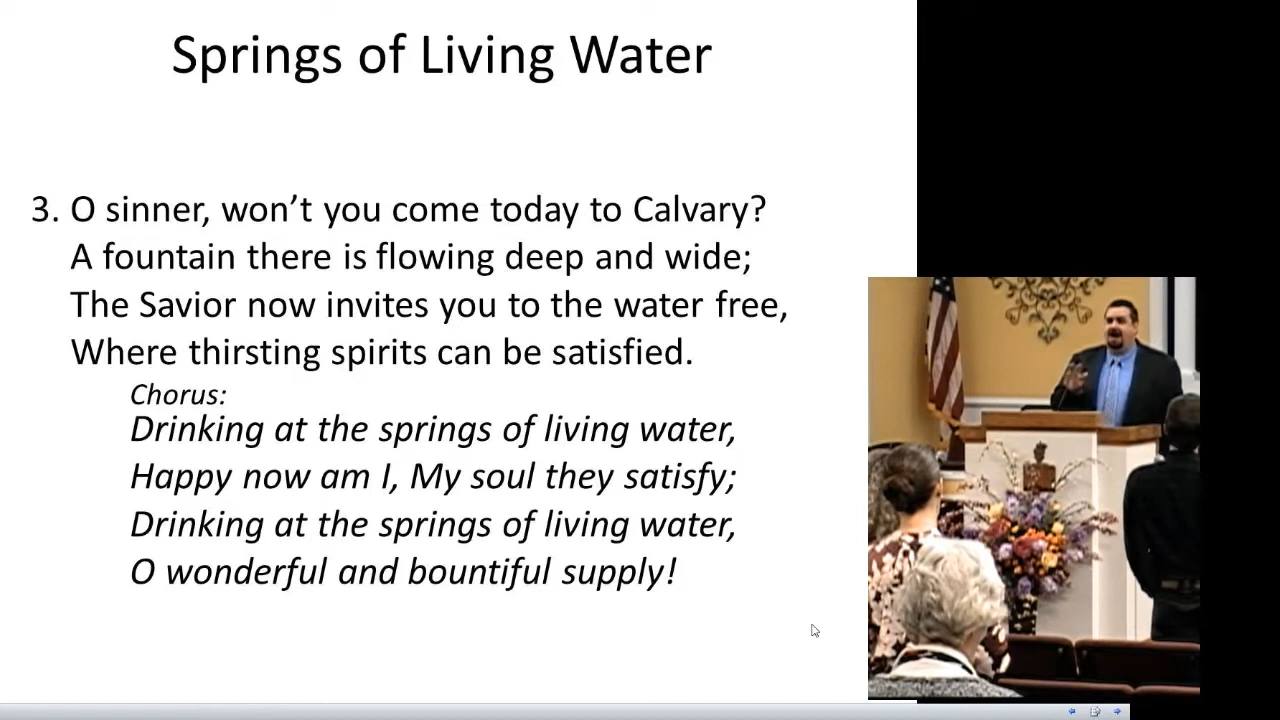 Springs of Living Water
3. O sinner, won’t you come today to Calvary?
A fountain there is flowing deep and wide;
The Savior now invites you to the water free,
Where thirsting spirits can be satisfied.
Chorus:
Drinking at the springs of living water,
Happy now am I, My soul they satisfy;
Drinking at the springs of living water,
O wonderful and bountiful supply!